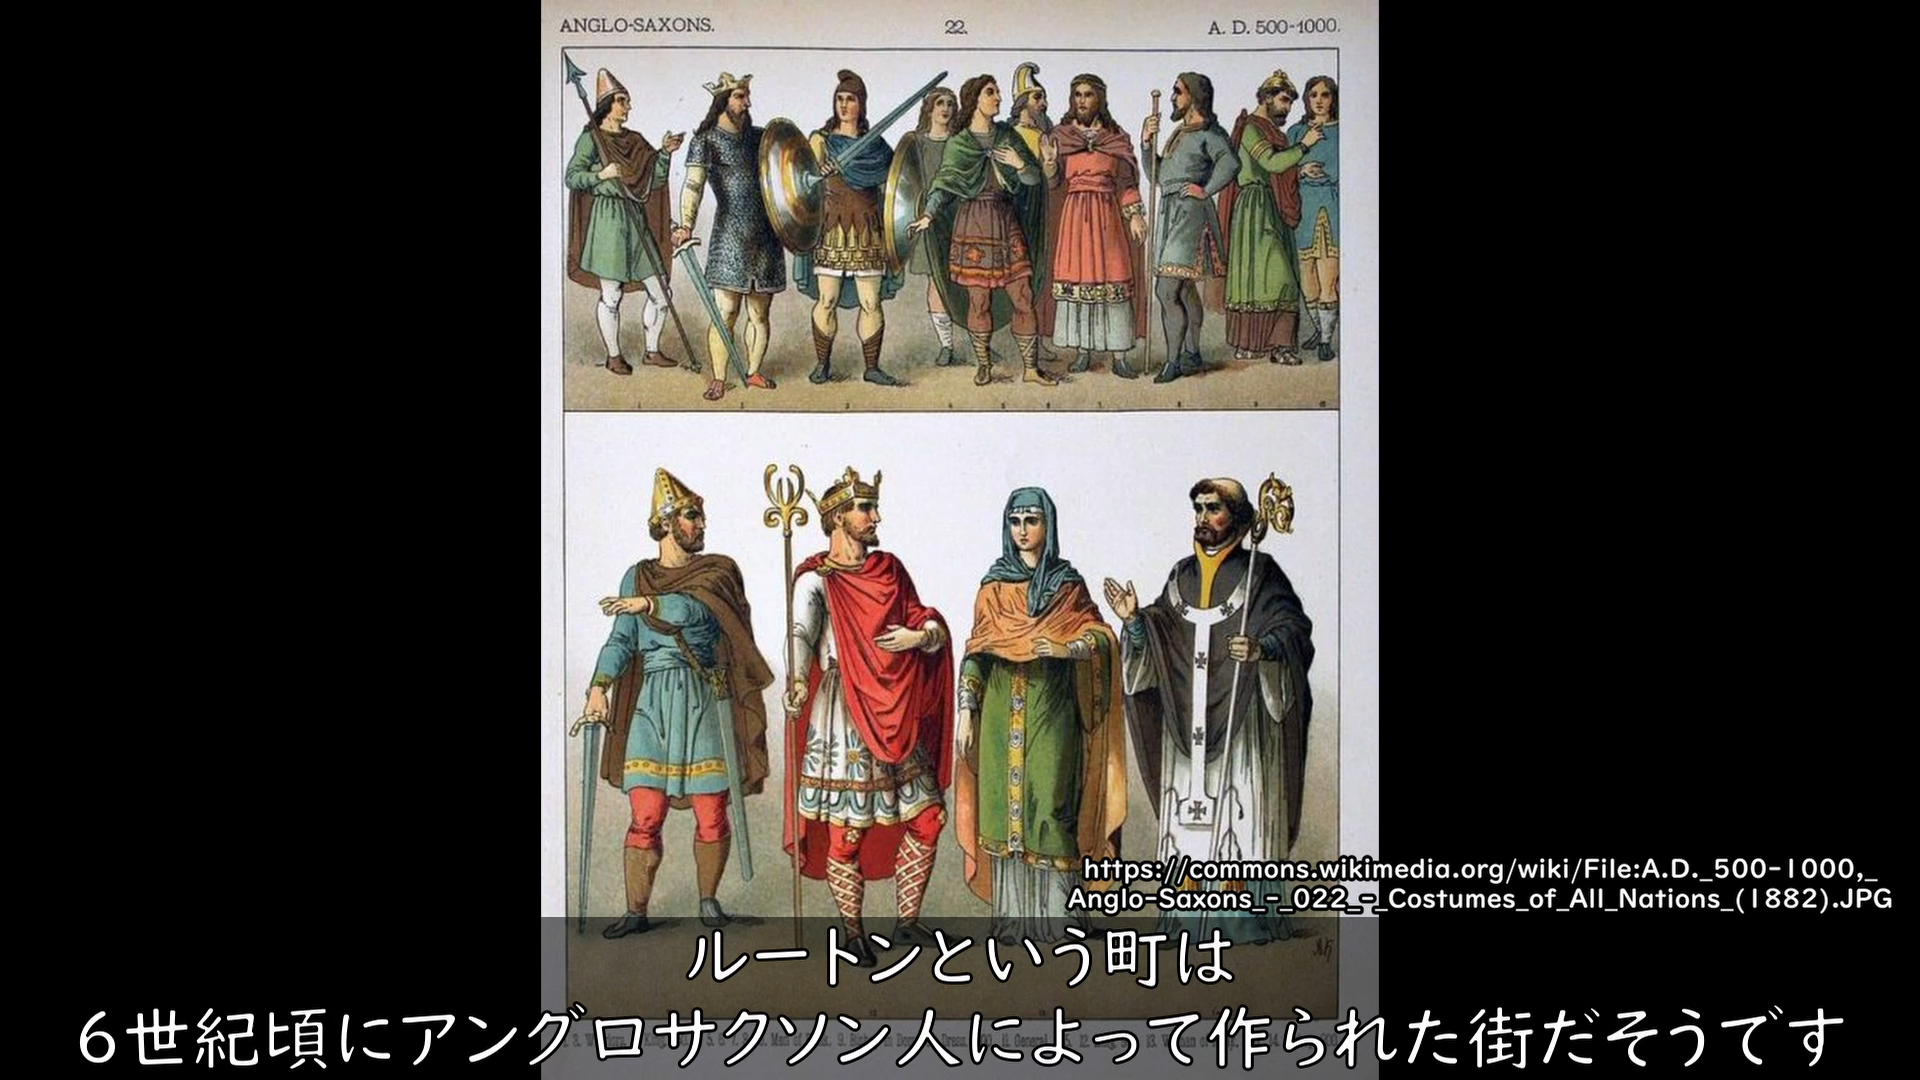 ANGLO-SAXONS. 22. A. D. 500-1000.
https://commons.wikimedia.org/wiki/File:A.D._500-1000,_
Anglo-Saxons_-_022_-_Costumes_of_All_Nations_(1882).JPG
ルートンという町は
6世紀頃にアングロサクソン人によって作られた街だそうです